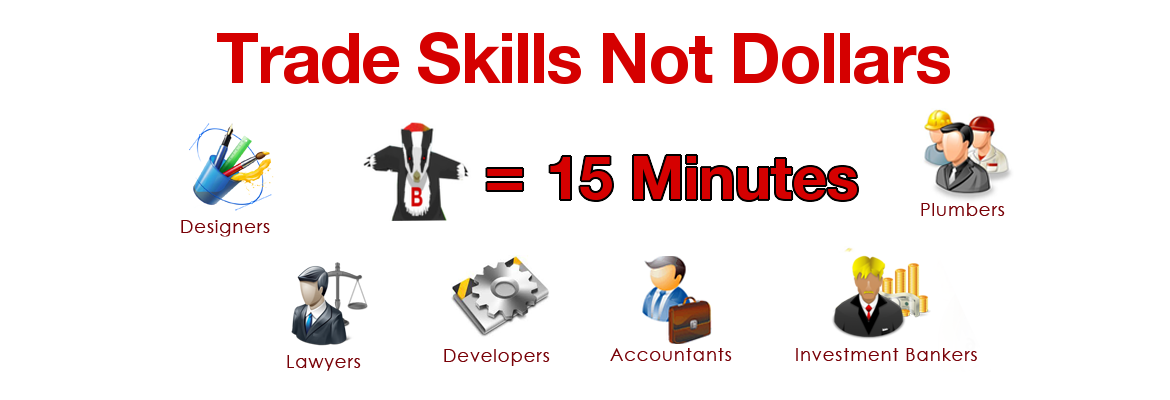 Trade Skills Not Dollars
B
= 15 Minutes
Designers
Plumbers
Lawyers
Developers
Accountants
Investment Bankers